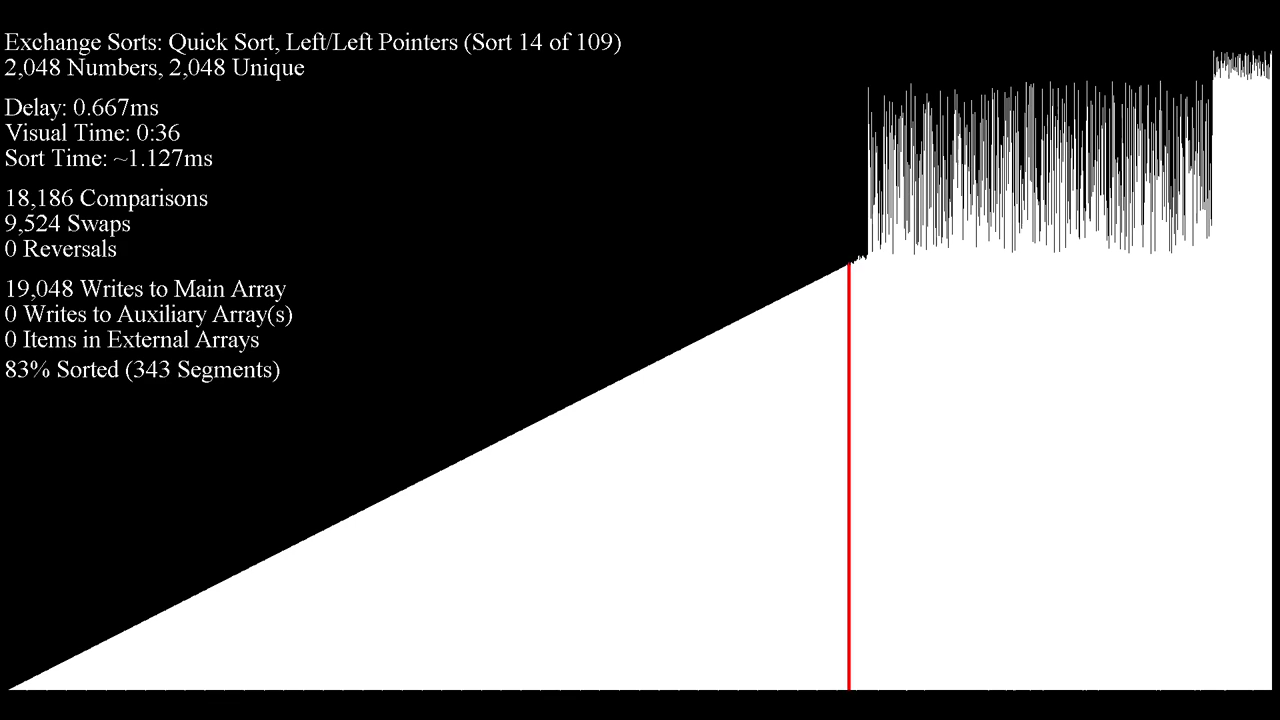 Exchange Sorts: Quick Sort, Left/Left Pointers (Sort 14 of 109)
2,048 Numbers, 2,048 Unique
Delay: 0.667ms
Visual Time: 0:36
Sort Time: ~1.127ms
18,186 Comparisons
9,524 Swaps
0 Reversals
19,048 Writes to Main Array
0 Writes to Auxiliary Array(s)
0 Items in External Arrays
83% Sorted (343 Segments)